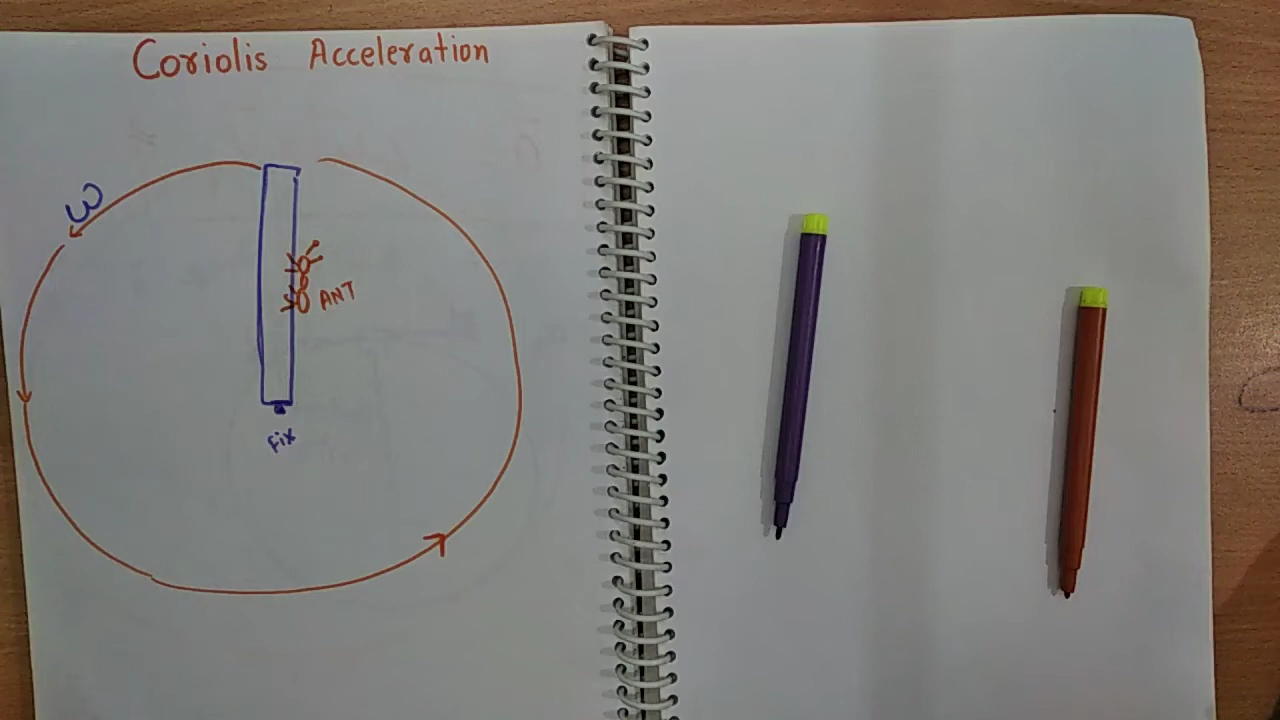 Coriolis Acceleration
ω
ANT
Fix